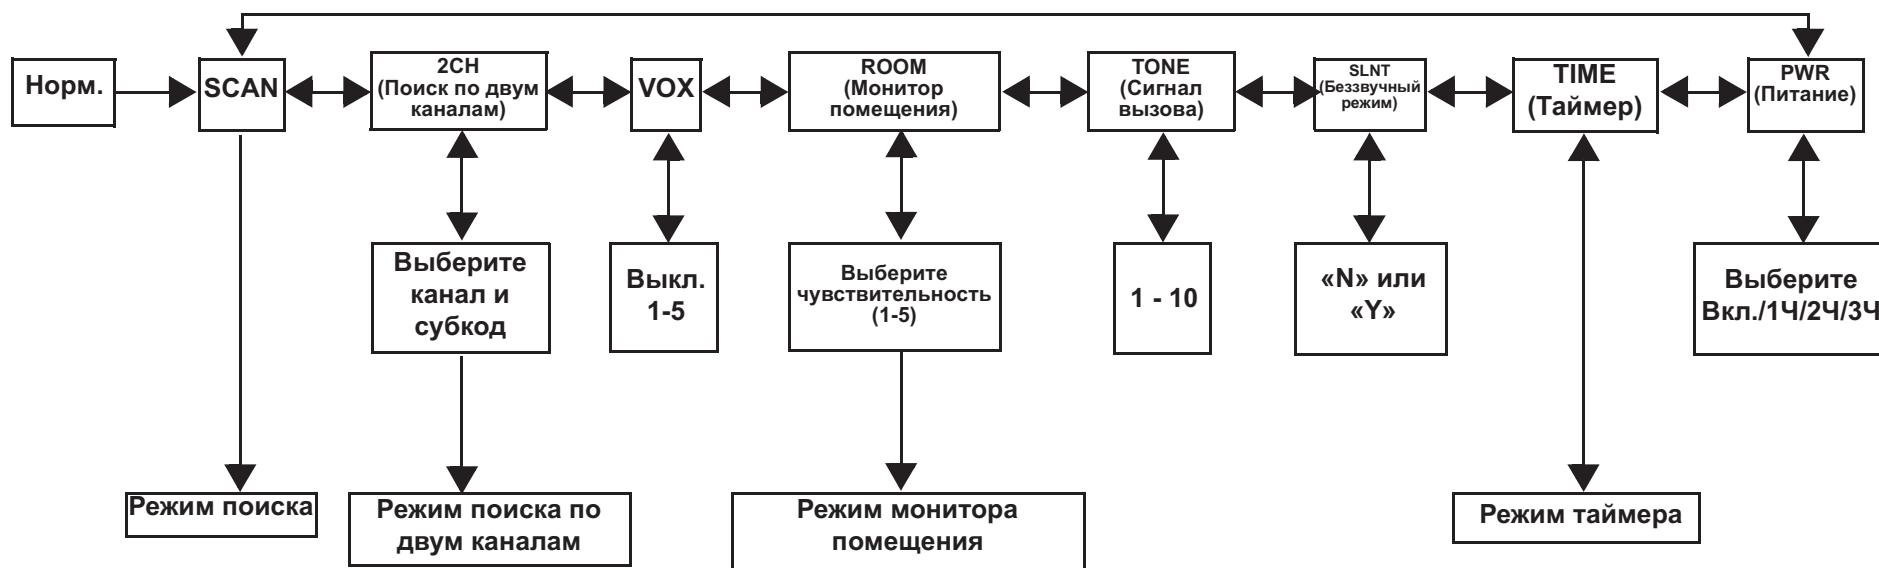 Норм.
SCAN
2CH
(Поиск по двум
каналам)
VOX
ROOM
(Монитор
помещения)
TONE
(Сигнал
вызова)
SLNT
(Беззвучный
режим)
TIME
(Таймер)
PWR
(Питание)
Выберите
канал и
субкод
Выкл.
1-5
Выберите
чувствительность
(1-5)
1 - 10
«N» или
«Y»
Выберите
Вкл./1Ч/2Ч/3Ч
Режим поиска
Режим поиска по
двум каналам
Режим монитора
помещения
Режим таймера